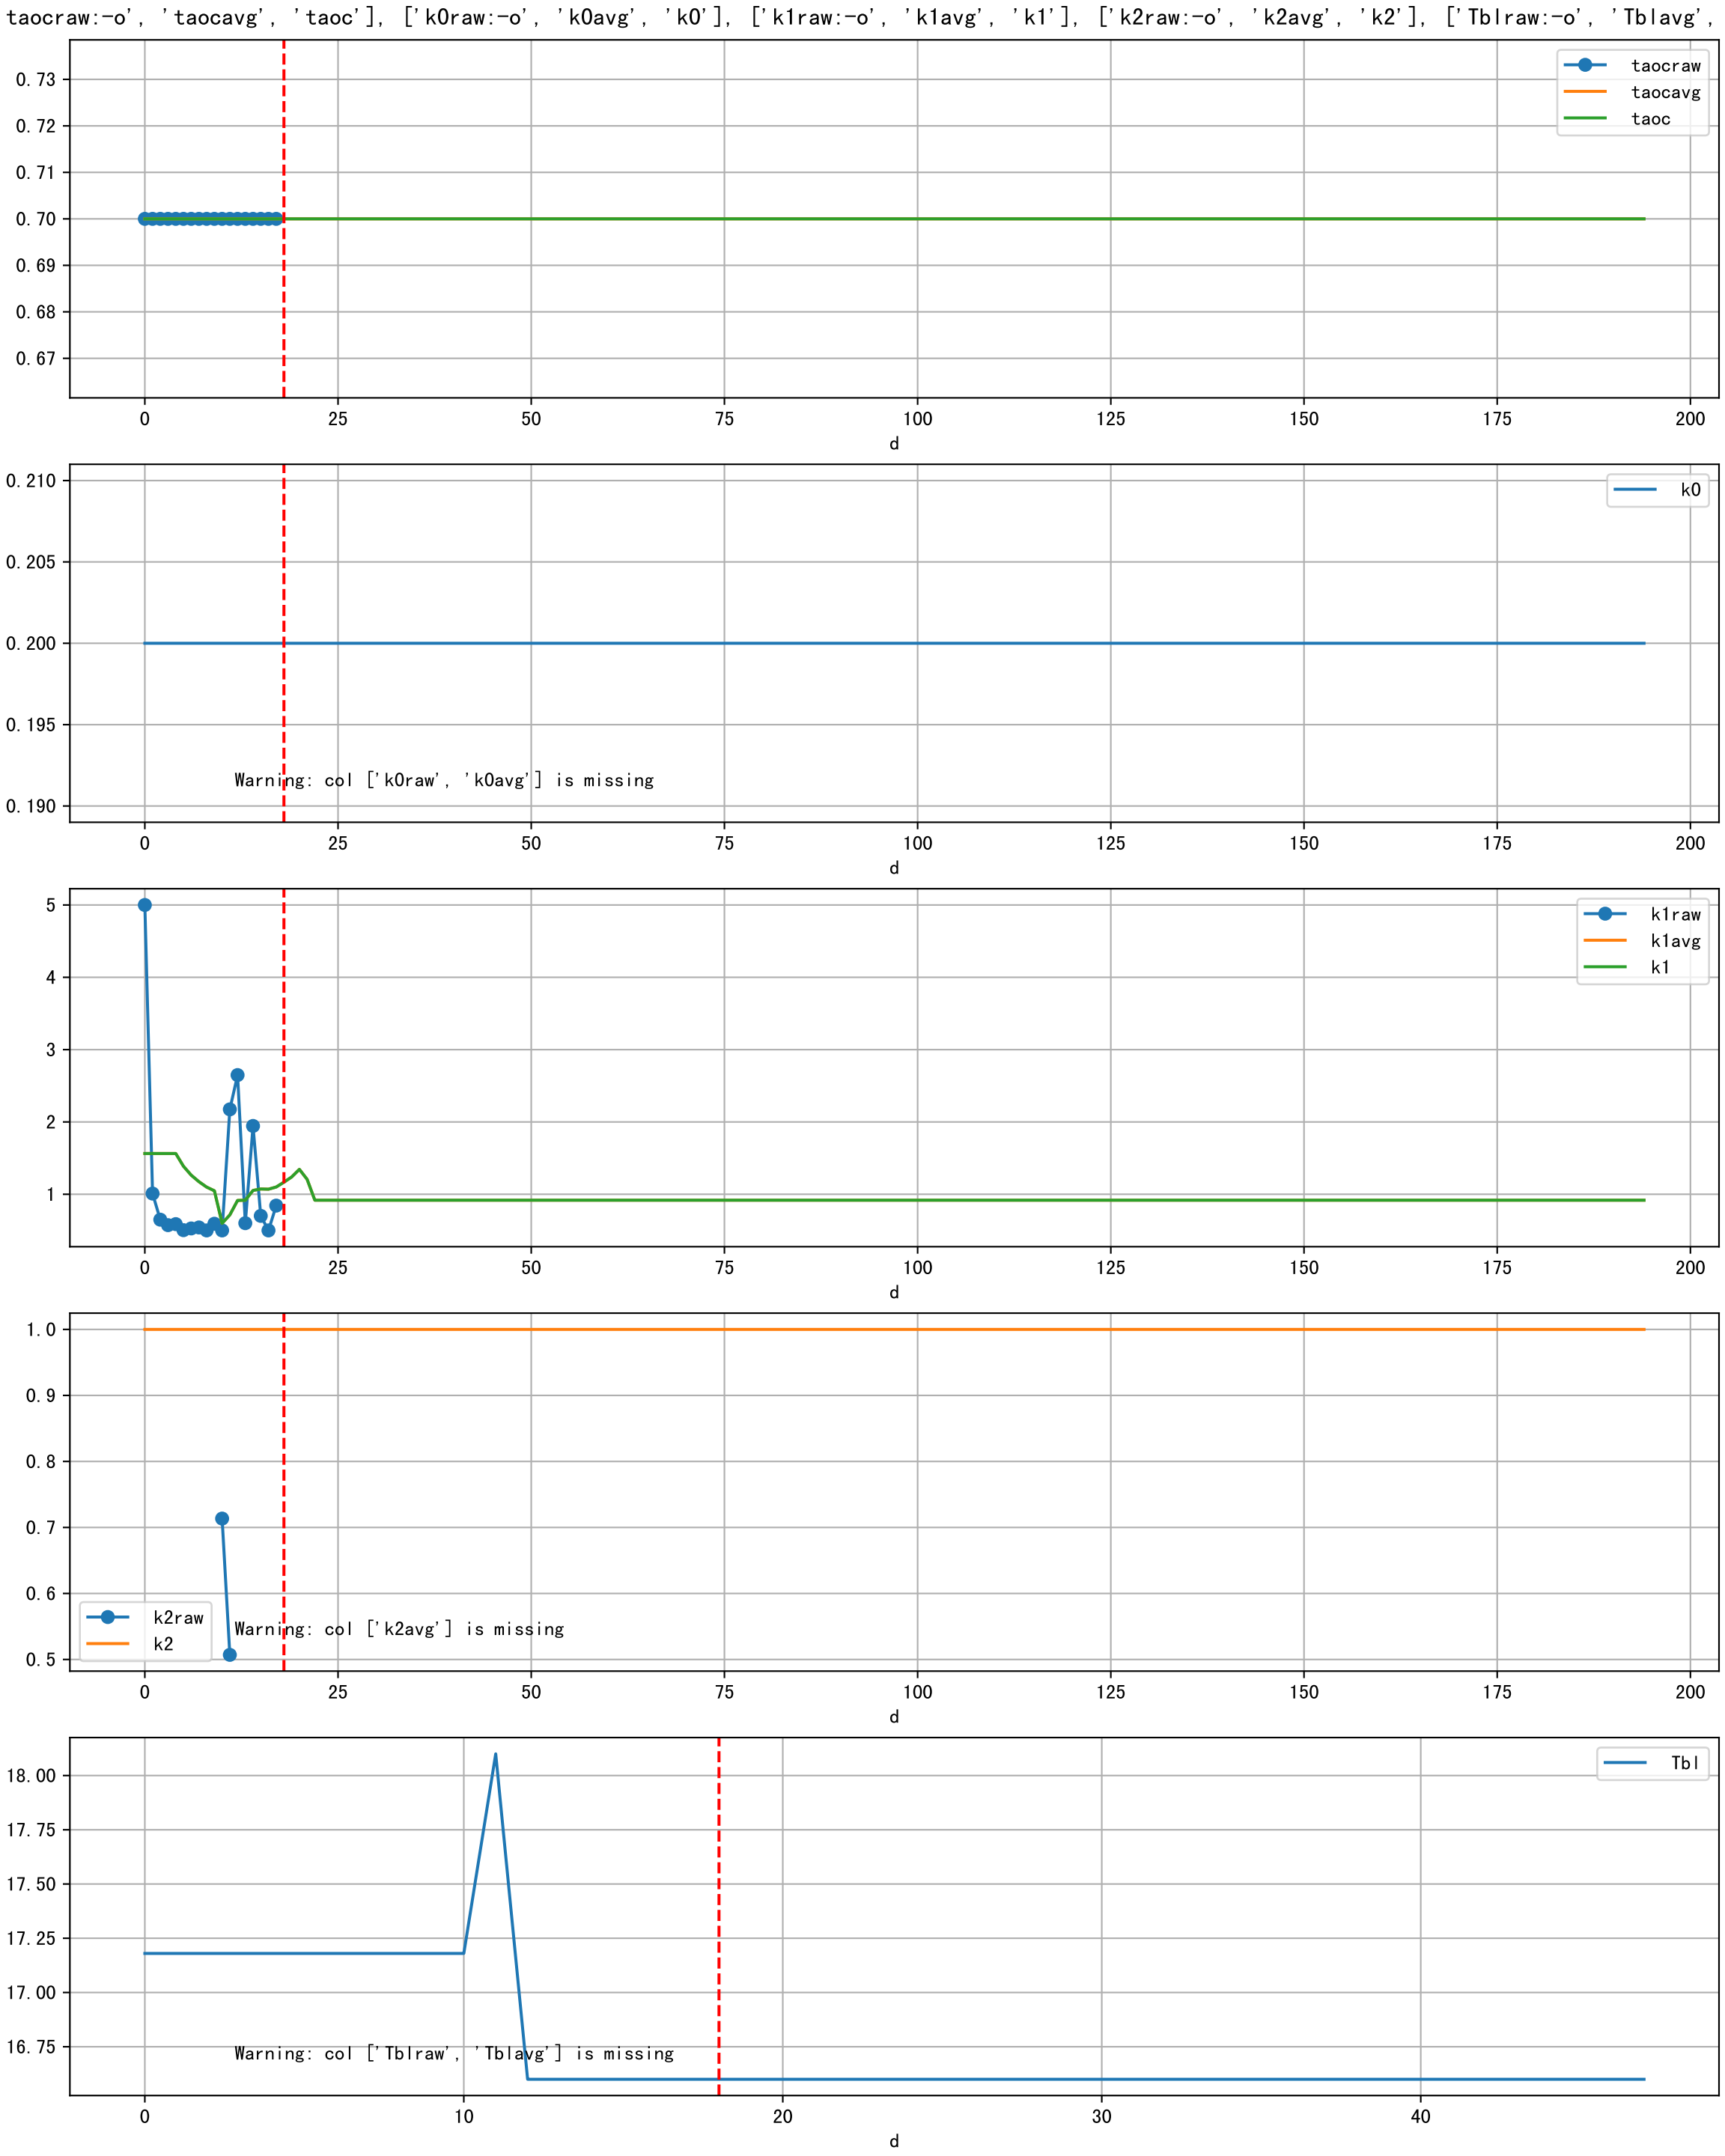 taocraw:-o', 'taocavg', 'taoc'], ['k0raw:-o', 'k0avg', 'k0'], ['k1raw:-o', 'k1avg', 'k1'], ['k2raw:-o', 'k2avg', 'k2'], ['Tblraw:-o', 'Tblavg',
0.73
0.72
0.71
0.70
0.69
0.68
0.67
taocraw
taocavg
taoc
0 25 50 75 100 125 150 175 200
d
0.210
0.205
0.200
0.195
0.190
k0
Warning: col ['k0raw', 'k0avg'] is missing
0 25 50 75 100 125 150 175 200
d
5
4
3
2
1
k1raw
k1avg
k1
0 25 50 75 100 125 150 175 200
d
1.0
0.9
0.8
0.7
0.6
0.5
k2raw
k2
Warning: col ['k2avg'] is missing
0 25 50 75 100 125 150 175 200
d
18.00
17.75
17.50
17.25
17.00
16.75
Tbl
Warning: col ['Tblraw', 'Tblavg'] is missing
0 10 20 30 40
d